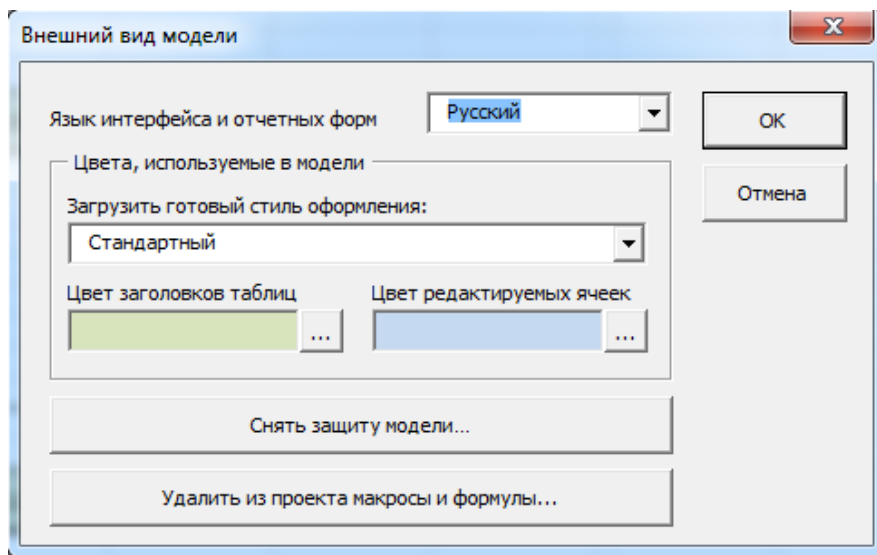 Внешний вид модели
Язык интерфейса и отчетных форм
Русский
OK
Цвета, используемые в модели
Отмена
Загрузить готовый стиль оформления:
Стандартный
Цвет заголовков таблиц
Цвет редактируемых ячеек
...
...
Снять защиту модели...
Удалить из проекта макросы и формулы...